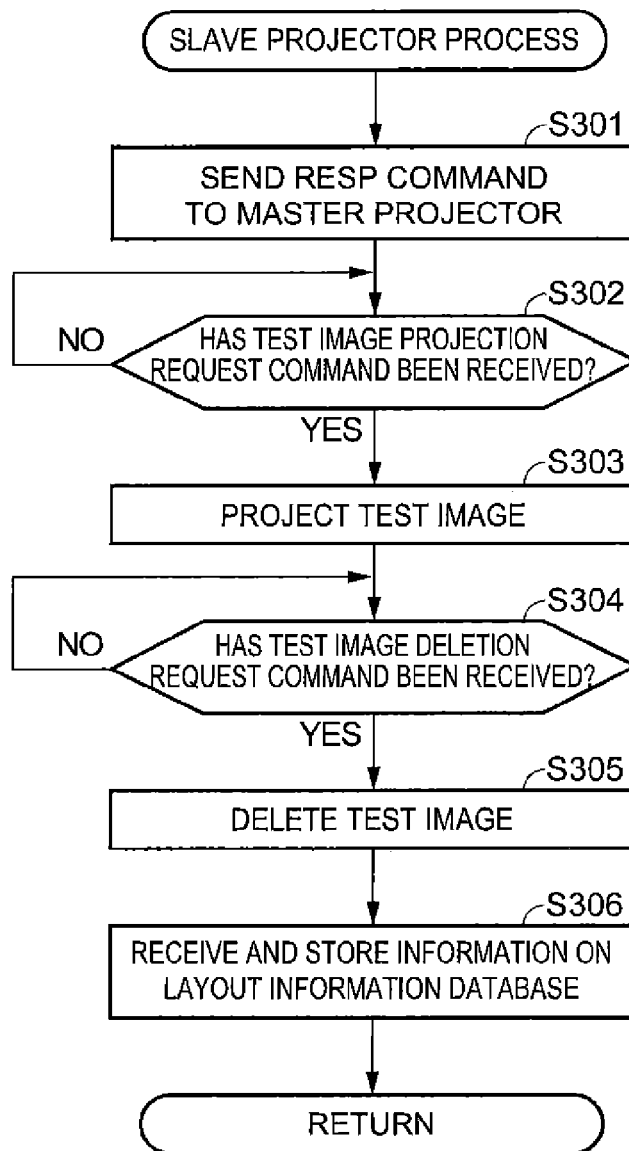 SLAVE PROJECTOR PROCESS
S301
SEND RESP COMMAND
TO MASTER PROJECTOR
S302
NO
HAS TEST IMAGE PROJECTION
REQUEST COMMAND BEEN RECEIVED?
YES
S303
PROJECT TEST IMAGE
S304
NO
HAS TEST IMAGE DELETION
REQUEST COMMAND BEEN RECEIVED?
YES
S305
DELETE TEST IMAGE
S306
RECEIVE AND STORE INFORMATION ON
LAYOUT INFORMATION DATABASE
RETURN